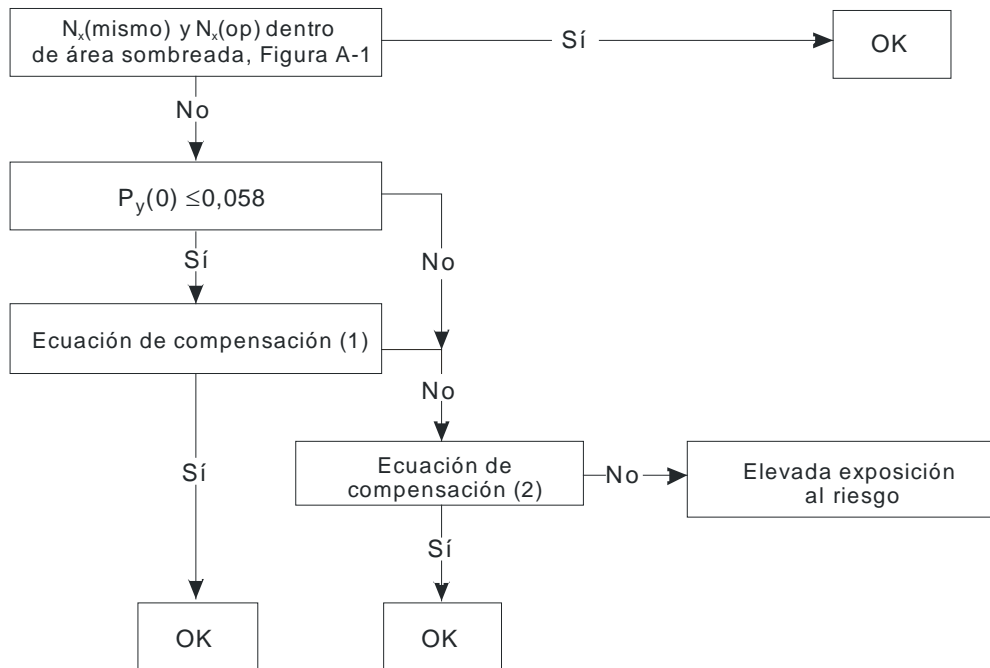 Nₓ(mismo) y Nₓ(op) dentro
de área sombreada, Figura A-1
Sí
OK
No
P_y(0) ≤0,058
Sí
No
Ecuación de compensación (1)
No
Sí
Ecuación de
compensación (2)
No
Elevada exposición
al riesgo
Sí
OK
OK